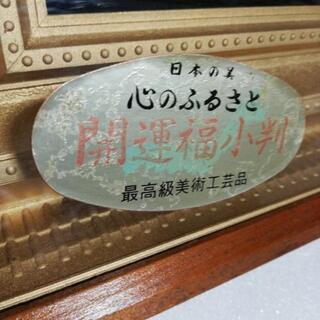 日本の美
心のふるさと
開運福小判
最高級美術工芸品